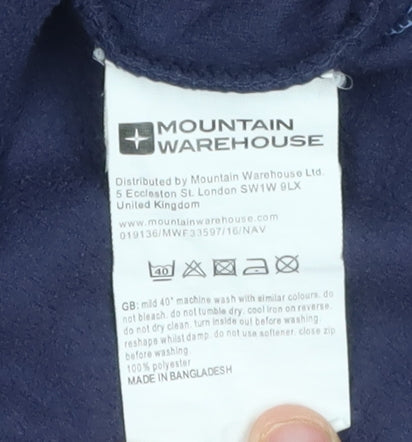 MOUNTAIN
WAREHOUSE
Distributed by Mountain Warehouse Ltd.
5 Eccleston St. London SW1W 9LX
United Kingdom
www.mountainwarehouse.com
019136/MWF33597/16/NAV
40
GB: mild 40° machine wash with similar colours. do
not bleach. do not tumble dry. cool iron on reverse.
do not dry clean. turn inside out before washing.
reshape whilst damp. do not use softener. close zip
before washing.
100% polyester
MADE IN BANGLADESH